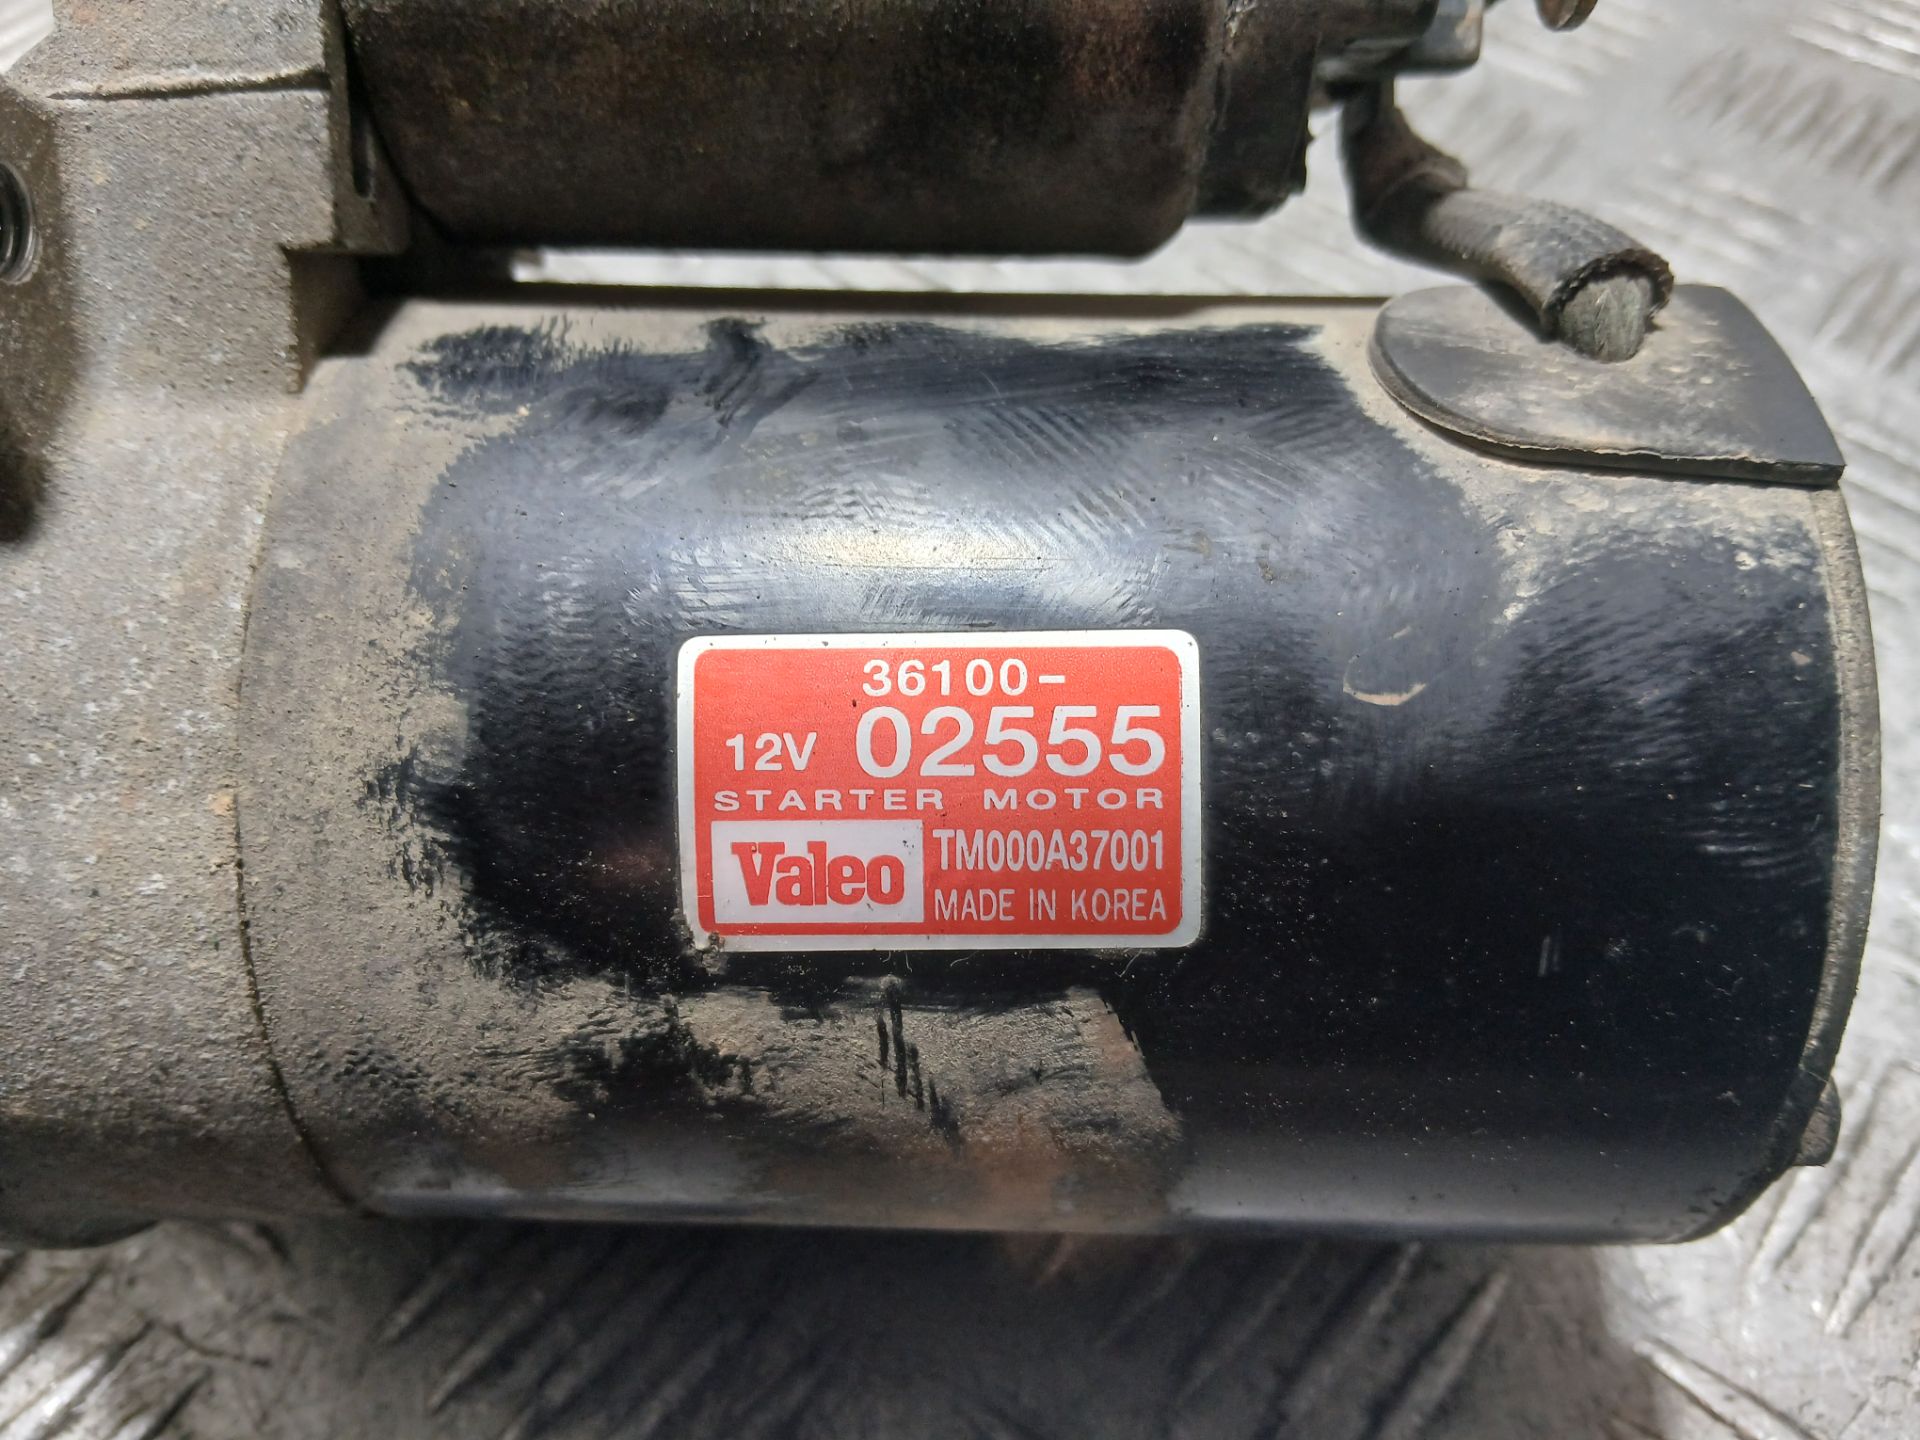 36100-
12V 02555
STARTER MOTOR
Valeo TM000A37001
MADE IN KOREA